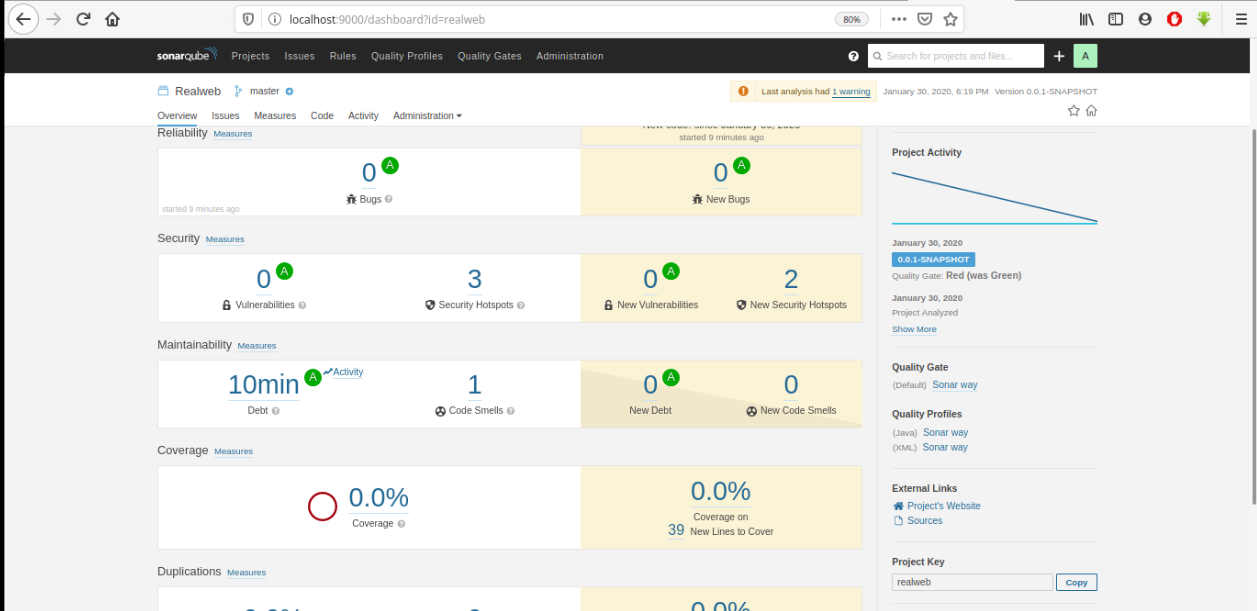 localhost:9000/dashboard?id=realweb
80%
sonarqube Projects Issues Rules Quality Profiles Quality Gates Administration
Search for projects and files...
A
Realweb master
Last analysis had 1 warning January 30, 2020, 6:19 PM Version 0.0.1-SNAPSHOT
Overview Issues Measures Code Activity Administration
Reliability Measures
New code: since January 30, 2020
started 9 minutes ago
0 A
Bugs
started 9 minutes ago
0 A
New Bugs
Security Measures
0 A
Vulnerabilities
3
Security Hotspots
0 A
New Vulnerabilities
2
New Security Hotspots
Maintainability Measures
10min A
Activity
Debt
1
Code Smells
0 A
New Debt
0
New Code Smells
Coverage Measures
0.0%
Coverage
0.0%
Coverage on
39 New Lines to Cover
Duplications Measures
0.0%
Project Activity
January 30, 2020
0.0.1-SNAPSHOT
Quality Gate: Red (was Green)
January 30, 2020
Project Analyzed
Show More
Quality Gate
(Default) Sonar way
Quality Profiles
(Java) Sonar way
(XML) Sonar way
External Links
Project's Website
Sources
Project Key
realweb
Copy